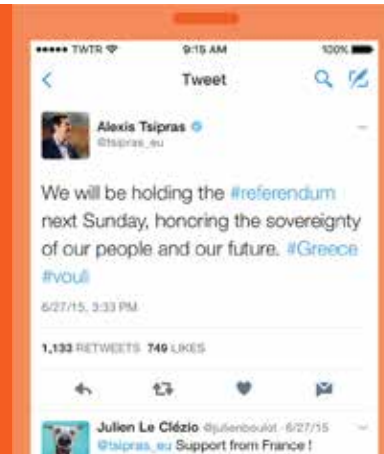 TWTR 9:15 AM 100%
Tweet
Alexis Tsipras
@tsipras_eu
We will be holding the #referendum
next Sunday, honoring the sovereignty
of our people and our future. #Greece
#vouli
6/27/15, 3:33 PM
1,133 RETWEETS 749 LIKES
Julien Le Clézio @julienboulot · 6/27/15
@tsipras_eu Support from France !